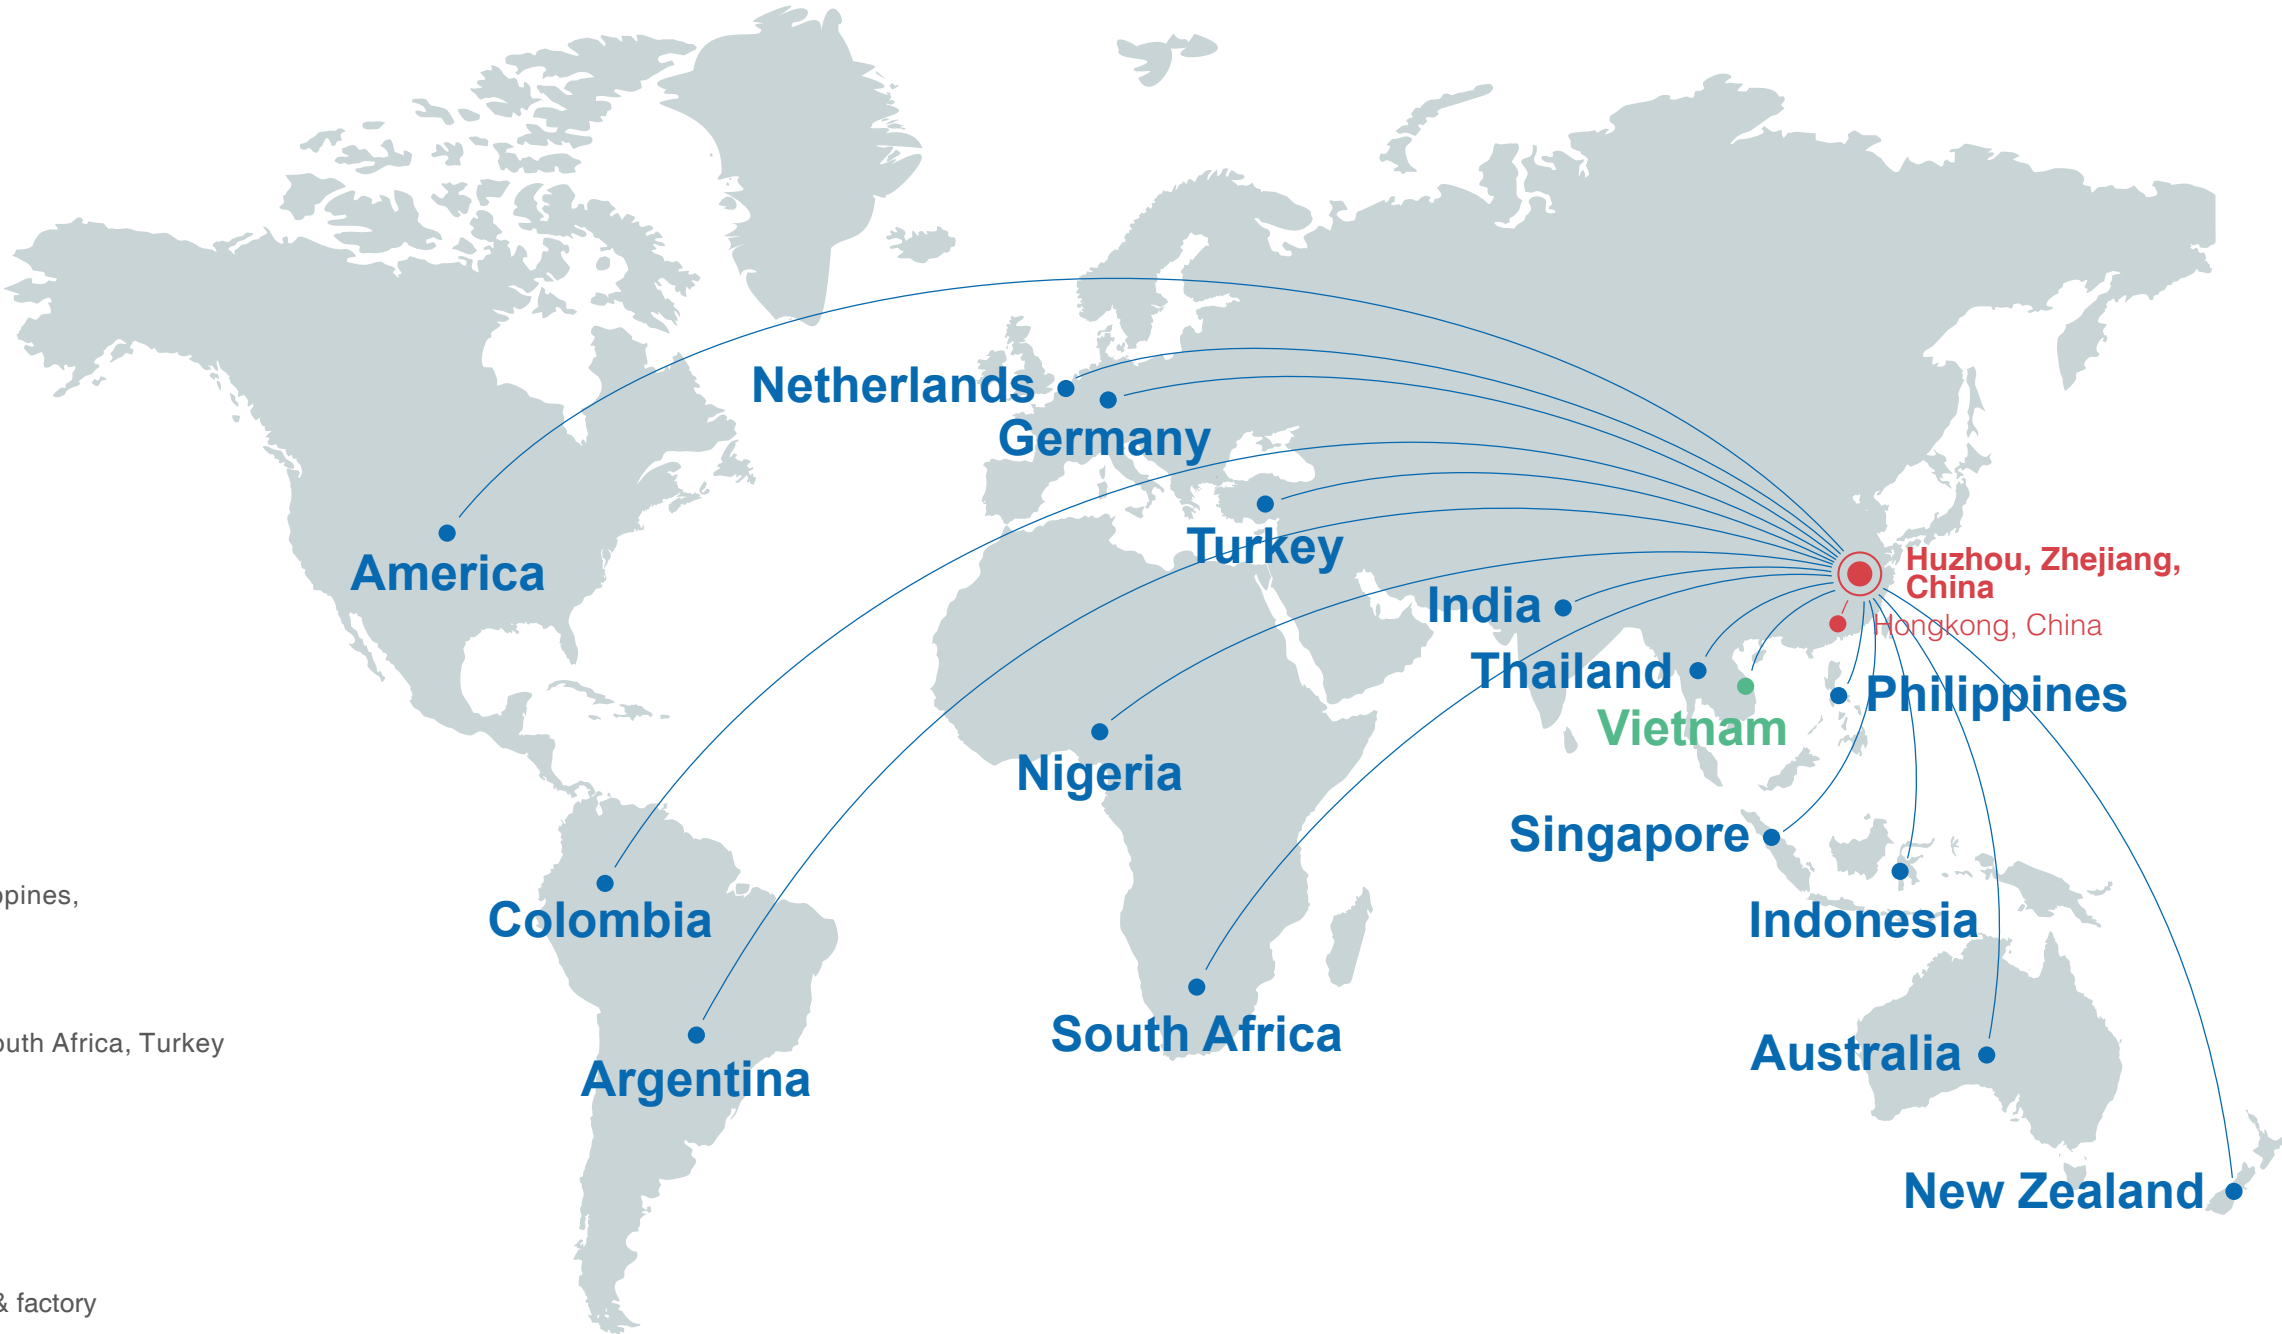 Netherlands
Germany
Turkey
America
Huzhou, Zhejiang,
China
Hongkong, China
India
Thailand
Philippines
Vietnam
Nigeria
Singapore
Colombia
Indonesia
South Africa
Australia
Argentina
New Zealand
pines,
outh Africa, Turkey
& factory